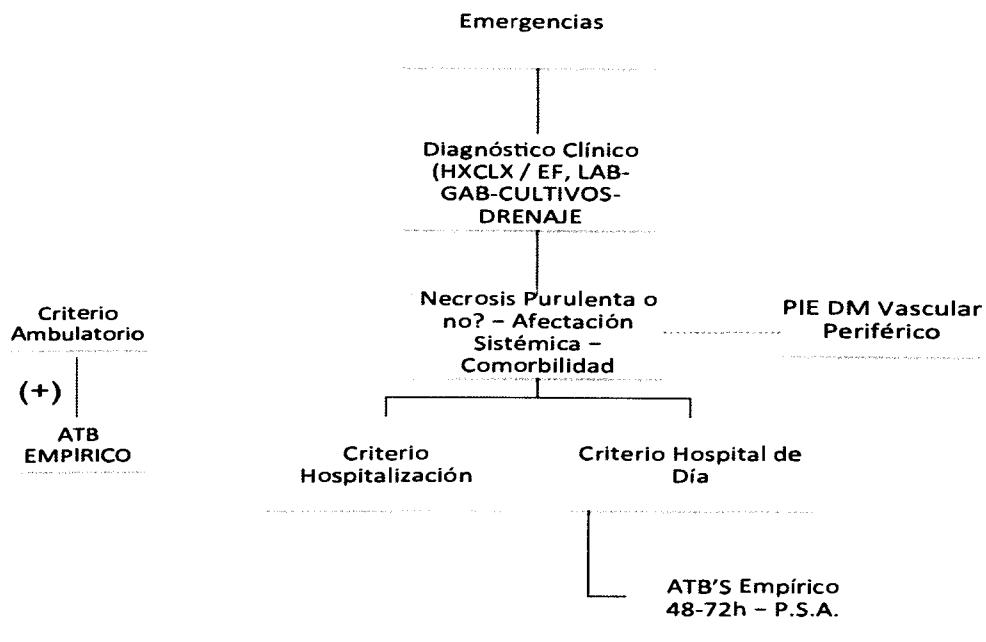 Emergencias
Diagnóstico Clínico
(HXCLX / EF, LAB-
GAB-CULTIVOS-
DRENAJE
Necrosis Purulenta o
no? – Afectación
Sistémica –
Comorbilidad
PIE DM Vascular
Periférico
Criterio
Ambulatorio
(+)
ATB
EMPÍRICO
Criterio
Hospitalización
Criterio Hospital de
Día
ATB'S Empírico
48-72h – P.S.A.